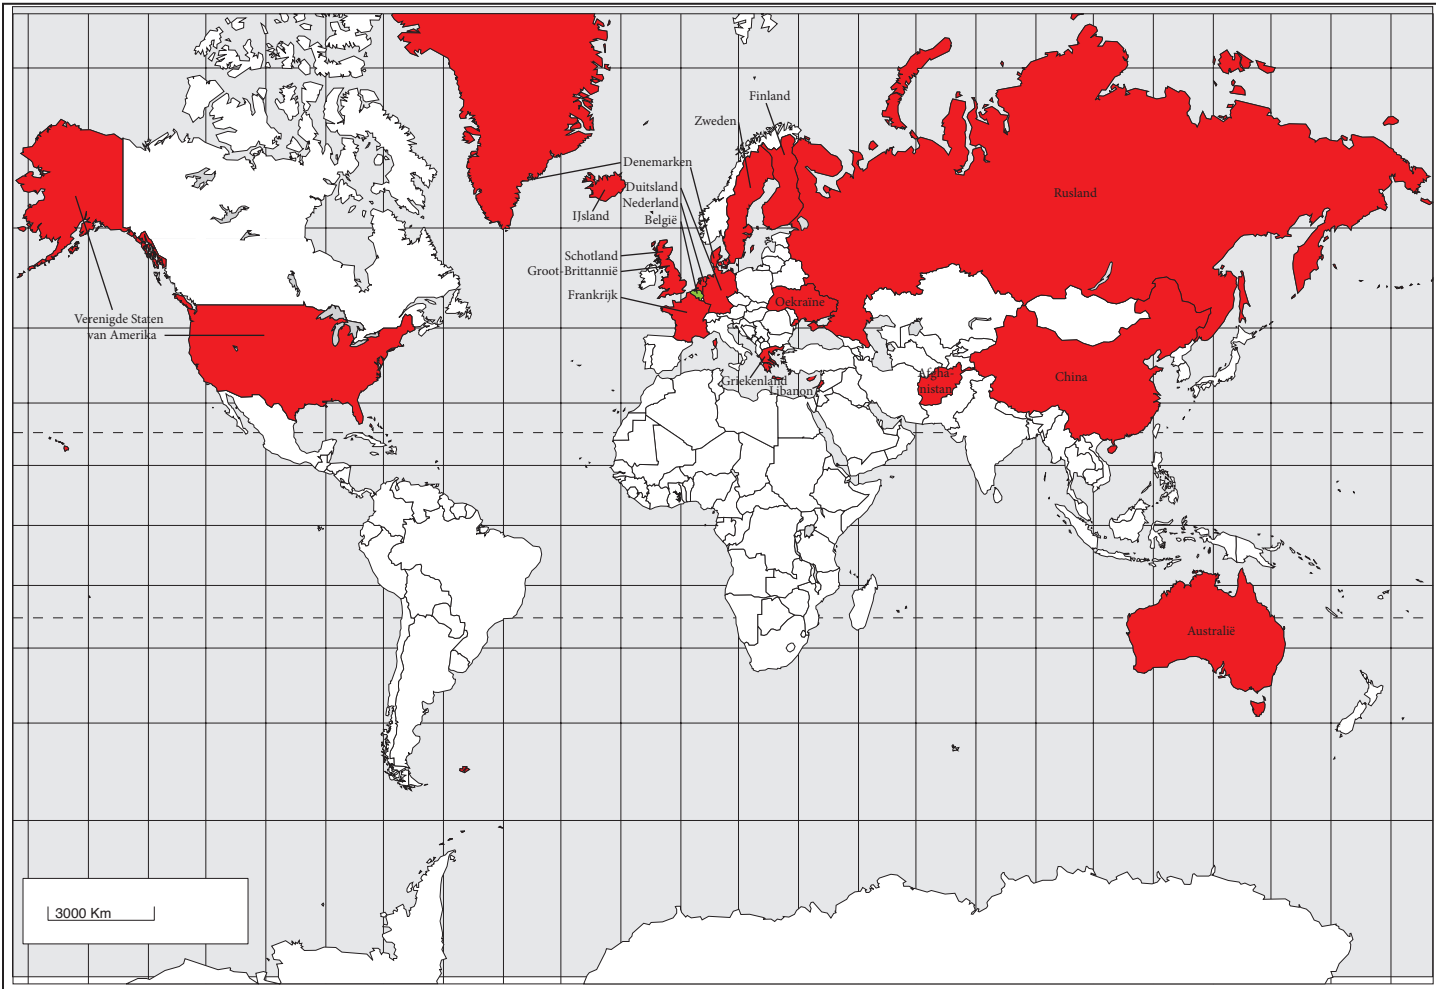 Finland
Zweden
Denemarken
Duitsland
Nederland
België
IJsland
Rusland
Schotland
Groot-Brittannië
Frankrijk
Oekraïne
Verenigde Staten
van Amerika
Griekenland
Libanon
Afgha-
nistan
China
Australië
3000 Km